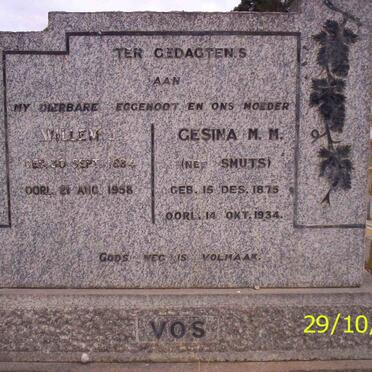 TER GEDAGTENIS
AAN
MY DIERBARE EGGENOOT EN ONS MOEDER
WILLEM
GEB. 30 SEPT. 1884
OORL. 21 AUG. 1958
GESINA M. M.
(NEE SMUTS)
GEB. 15 DES. 1875
OORL. 14 OKT. 1934.
GODS WEG IS VOLMAAK.
VOS
29/10/